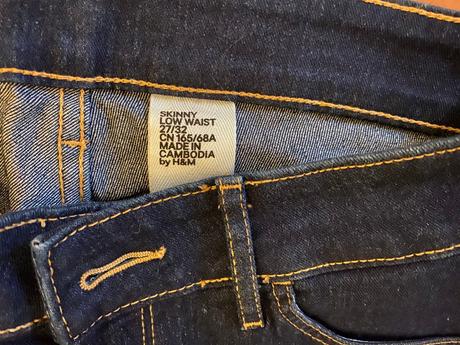 SKINNY
LOW WAIST
27/32
CN 165/68A
MADE IN
CAMBODIA
by H&M